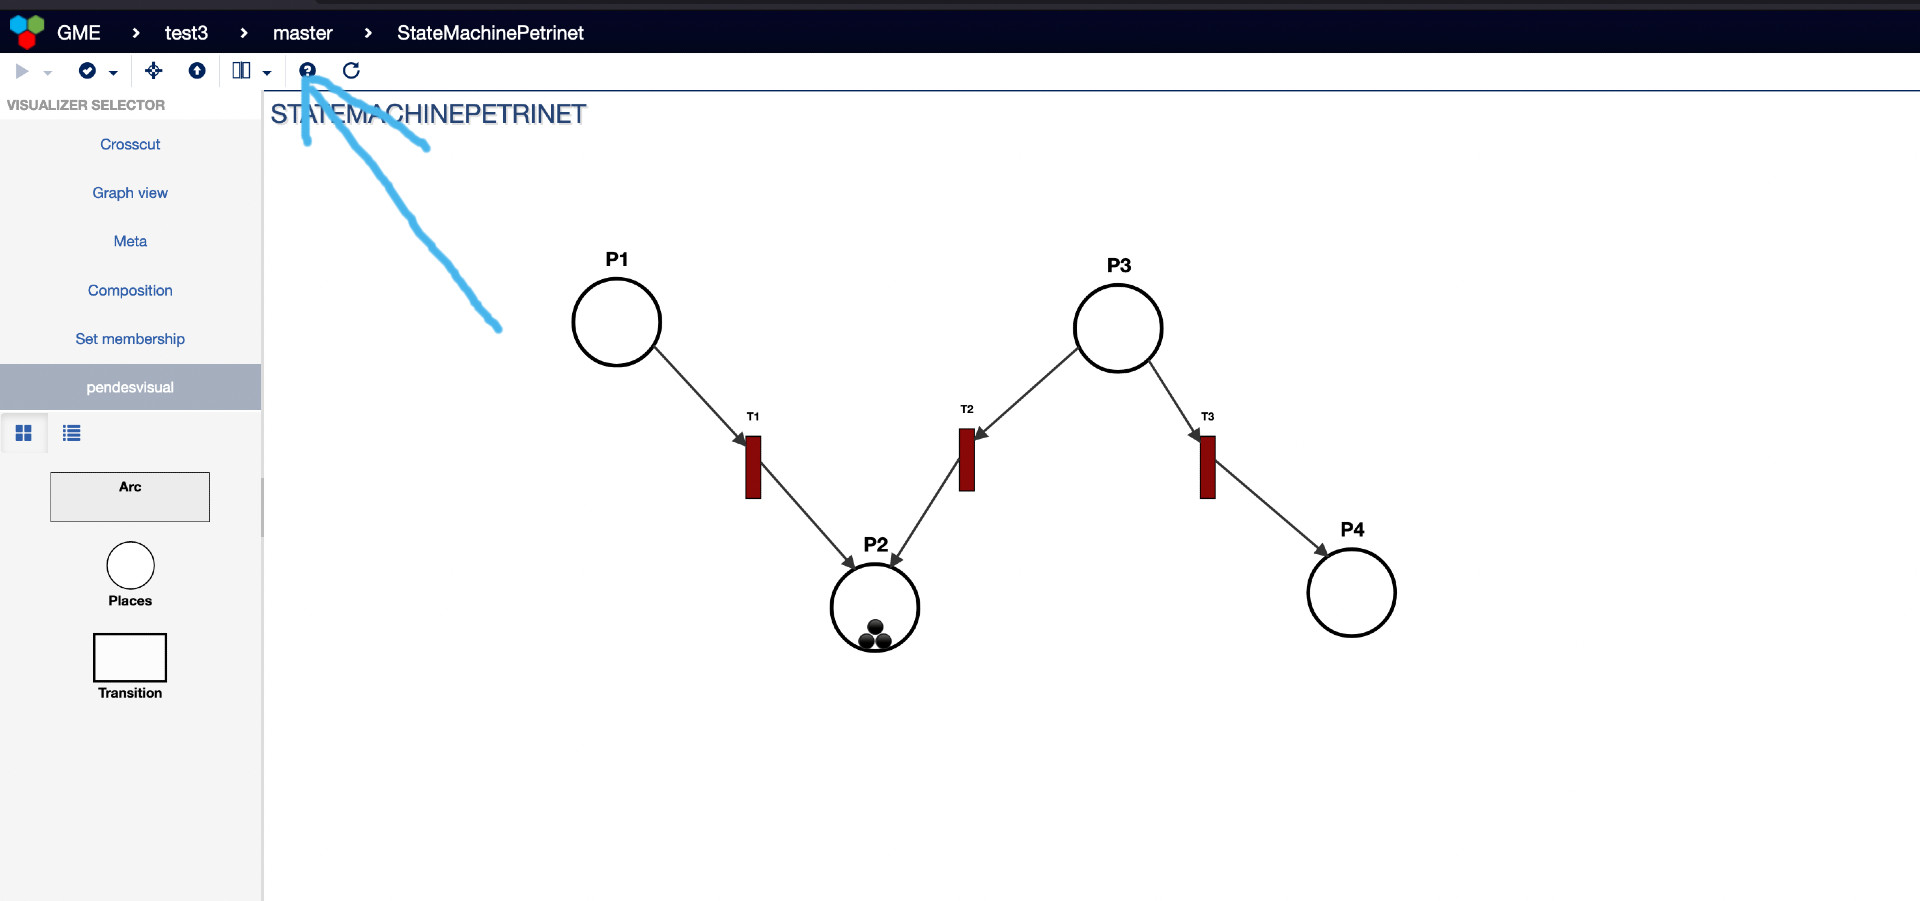 GME > test3 > master > StateMachinePetrinet
?
VISUALIZER SELECTOR
STATEMACHINEPETRINET
Crosscut
Graph view
Meta
Composition
Set membership
pendesvisual
Arc
Places
Transition
P1
P3
T1
T2
T3
P2
P4